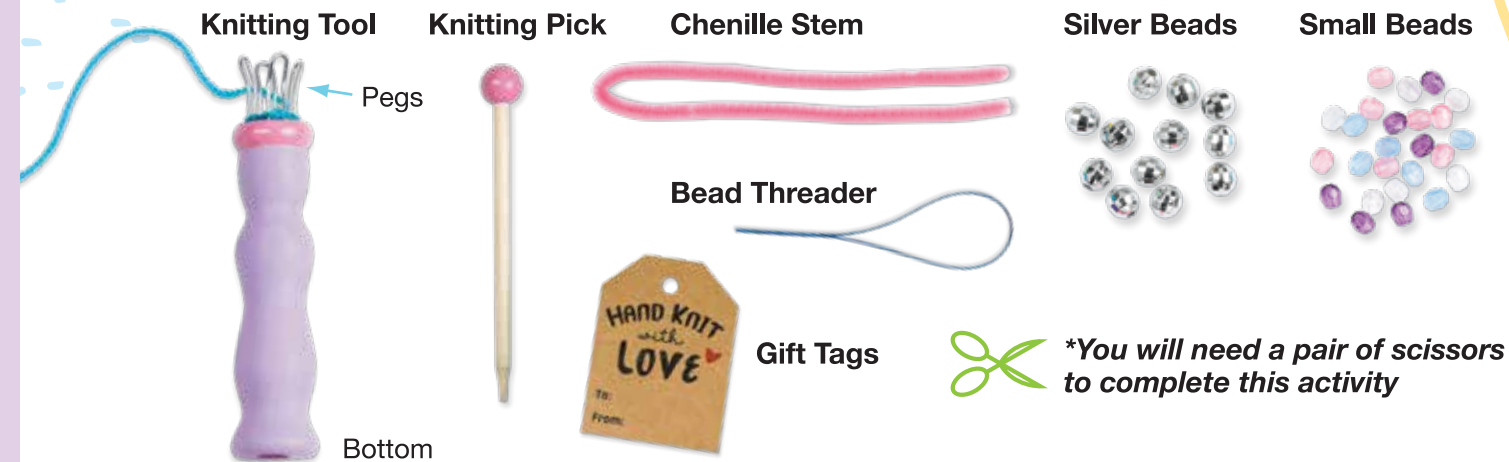 Knitting Tool
Knitting Pick
Chenille Stem
Silver Beads
Small Beads
Pegs
Bead Threader
HAND KNIT
with
LOVE
To:
From:
Gift Tags
*You will need a pair of scissors
to complete this activity
Bottom